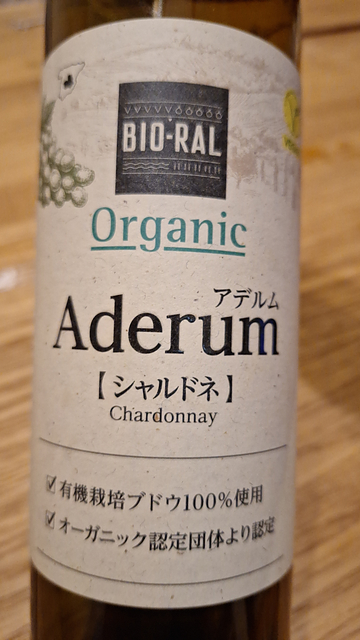 BIO-RAL
Organic
アデルム
Aderum
【シャルドネ】
Chardonnay
☑有機栽培ブドウ100%使用
☑オーガニック認定団体より認定